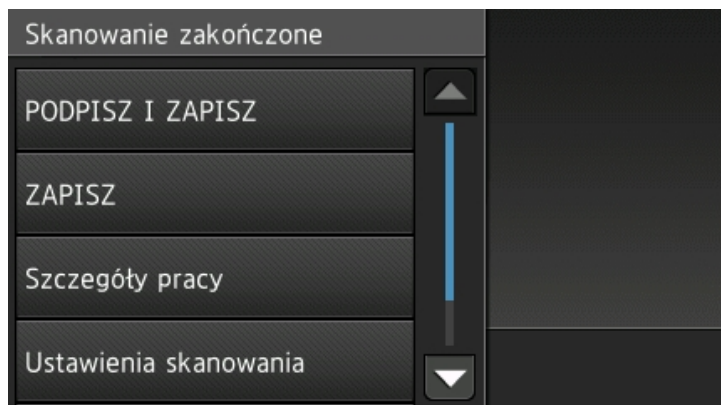 Skanowanie zakończone
PODPISZ I ZAPISZ
ZAPISZ
Szczegóły pracy
Ustawienia skanowania